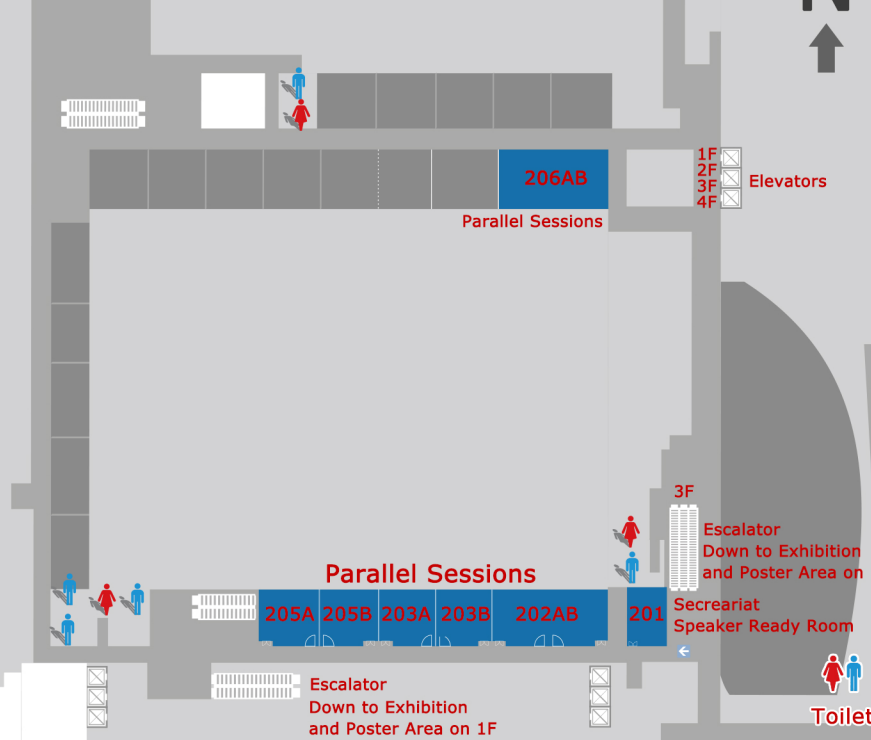 N
1F
2F
3F
4F
Elevators
206AB
Parallel Sessions
3F
Escalator
Down to Exhibition
and Poster Area on
Parallel Sessions
205A
205B
203A
203B
202AB
201
Secreariat
Speaker Ready Room
Escalator
Down to Exhibition
and Poster Area on 1F
Toilet